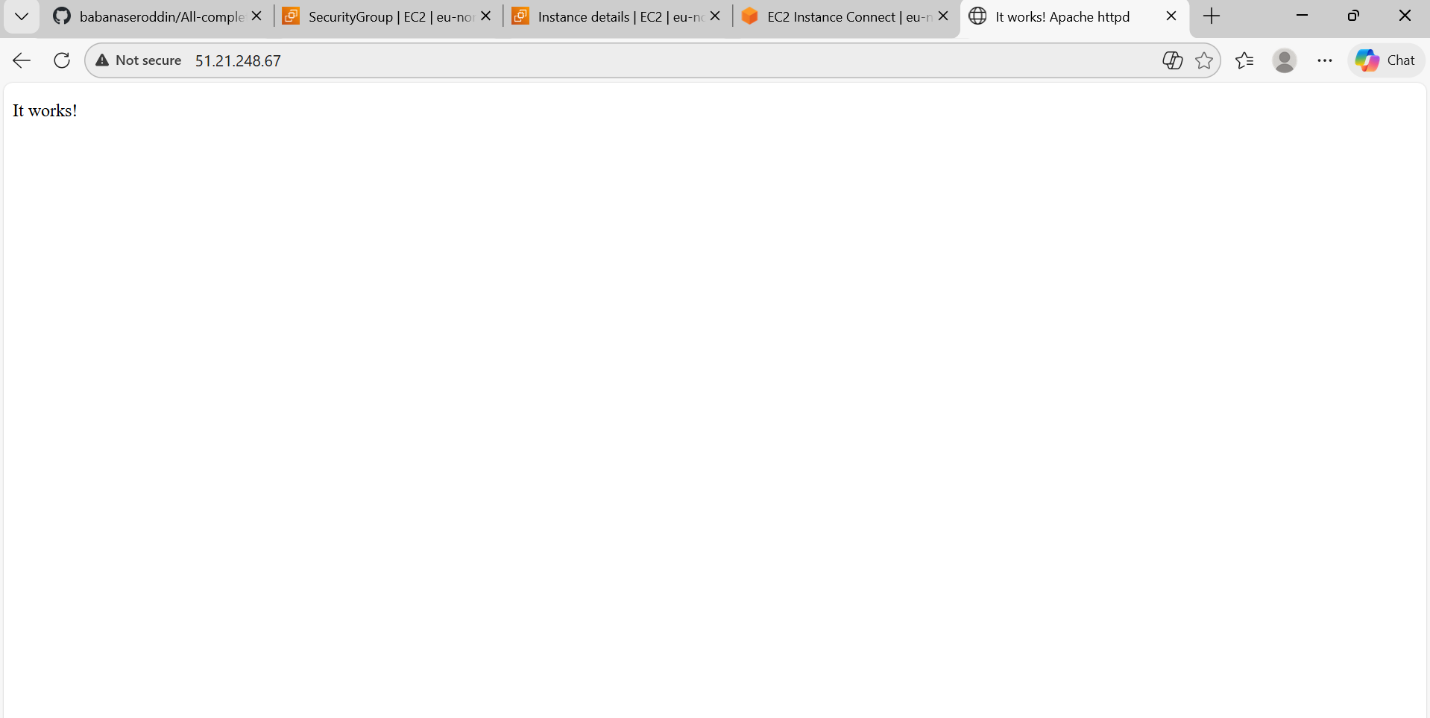 babanaseroddin/All-comple
SecurityGroup | EC2 | eu-nor
Instance details | EC2 | eu-no
EC2 Instance Connect | eu-n
It works! Apache httpd
Not secure
51.21.248.67
Chat
It works!